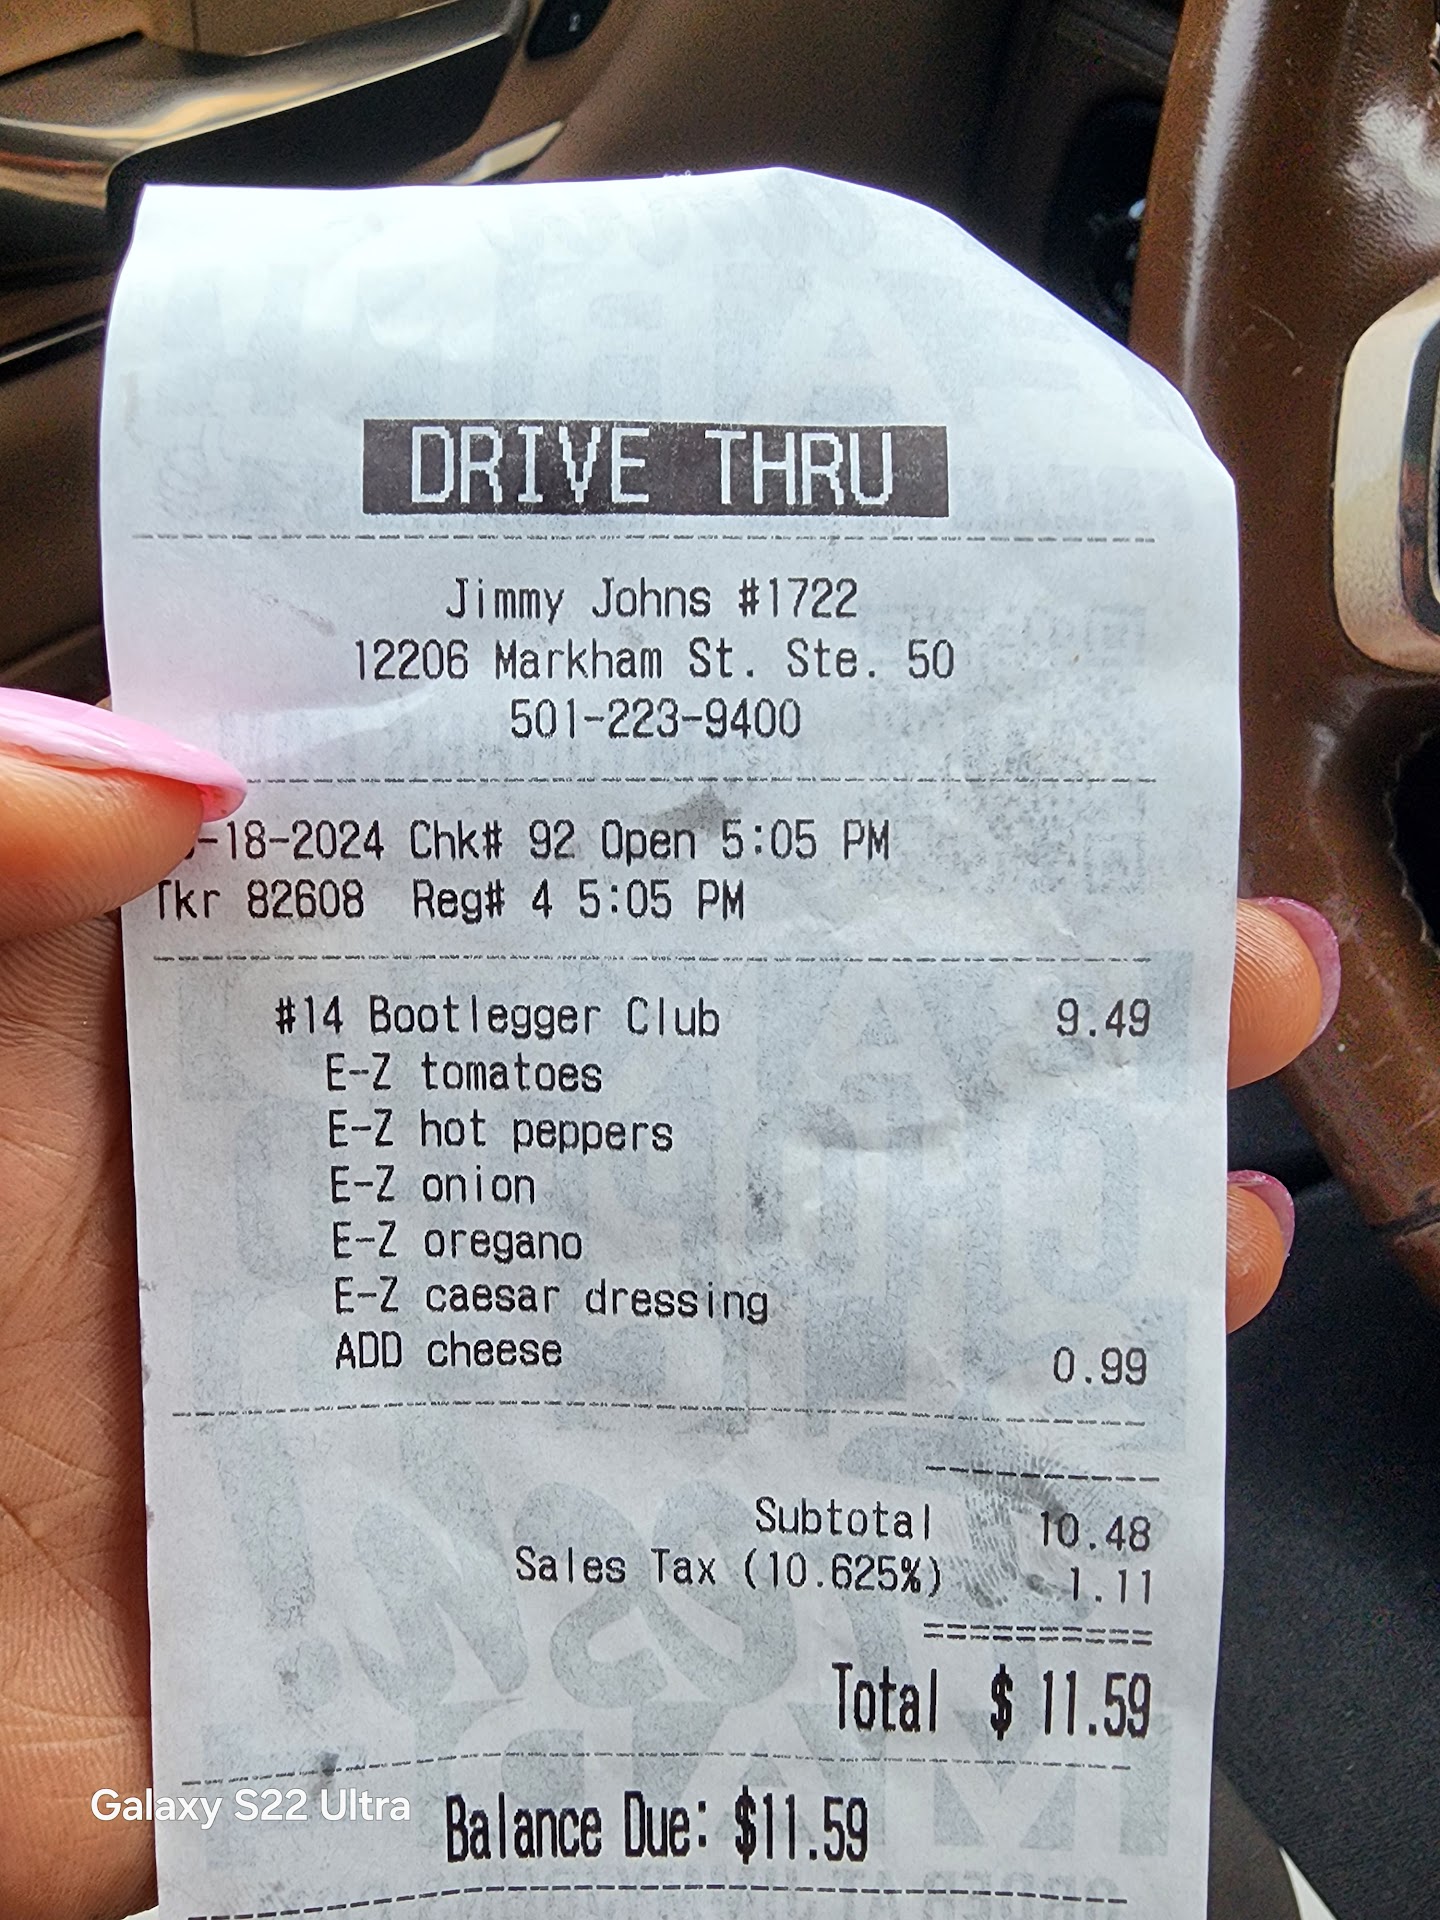 DRIVE THRU
Jimmy Johns #1722
12206 Markham St. Ste. 50
501-223-9400
-18-2024 Chk# 92 Open 5:05 PM
Tkr 82608 Reg# 4 5:05 PM
#14 Bootlegger Club 9.49
E-Z tomatoes
E-Z hot peppers
E-Z onion
E-Z oregano
E-Z caesar dressing
ADD cheese 0.99
Subtotal 10.48
Sales Tax (10.625%) 1.11
Total $ 11.59
Balance Due: $11.59
Galaxy S22 Ultra